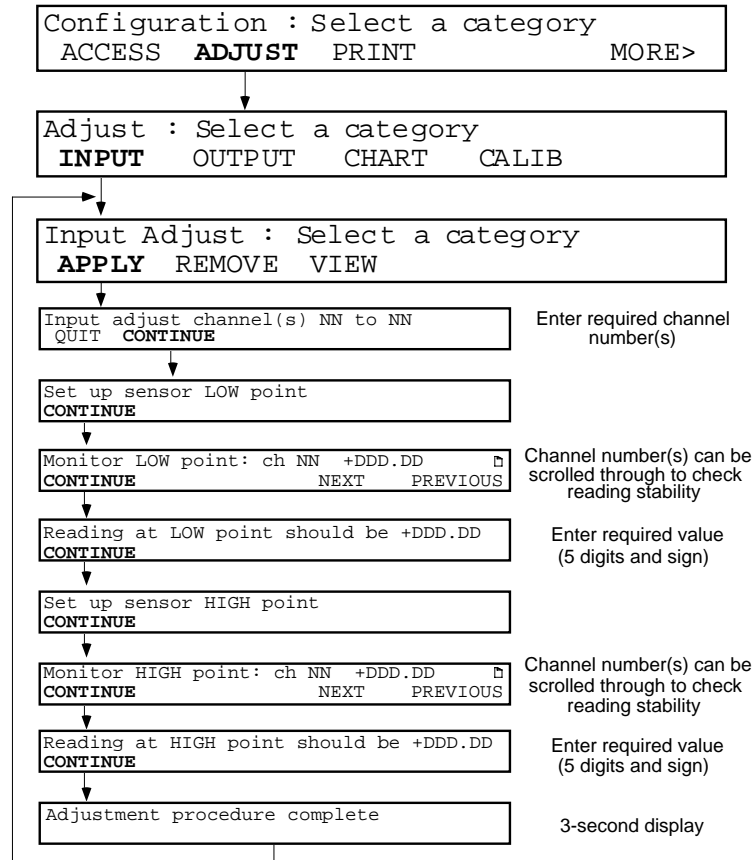 Configuration : Select a category
ACCESS ADJUST PRINT MORE>
Adjust : Select a category
INPUT OUTPUT CHART CALIB
Input Adjust : Select a category
APPLY REMOVE VIEW
Input adjust channel(s) NN to NN
QUIT CONTINUE
Enter required channel
number(s)
Set up sensor LOW point
CONTINUE
Monitor LOW point: ch NN +DDD.DD
CONTINUE NEXT PREVIOUS
Channel number(s) can be
scrolled through to check
reading stability
Reading at LOW point should be +DDD.DD
CONTINUE
Enter required value
(5 digits and sign)
Set up sensor HIGH point
CONTINUE
Monitor HIGH point: ch NN +DDD.DD
CONTINUE NEXT PREVIOUS
Channel number(s) can be
scrolled through to check
reading stability
Reading at HIGH point should be +DDD.DD
CONTINUE
Enter required value
(5 digits and sign)
Adjustment procedure complete
3-second display